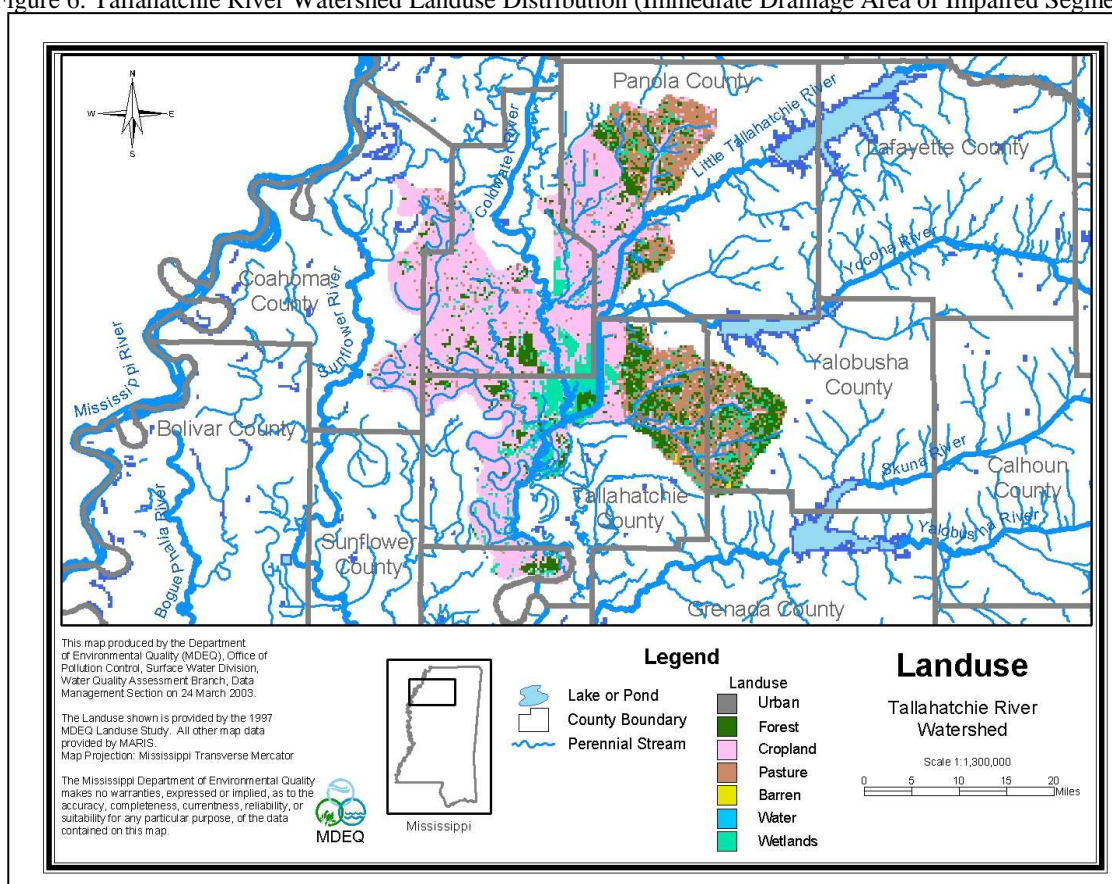 Figure 6. Tallahatchie River Watershed Landuse Distribution (Immediate Drainage Area of Impaired Segme
N
W E
S
Panola County
Little Tallahatchie River
Coldwater River
Lafayette County
Yocona River
Coahoma
County
Sunflower River
Mississippi River
Yalobusha
County
Bolivar County
Skuna River
Calhoun
County
Tallahatchie
County
Yalobusha River
Bogue Phalia River
Sunflower
County
Grenada County
This map produced by the Department
of Environmental Quality (MDEQ), Office of
Pollution Control, Surface Water Division,
Water Quality Assessment Branch, Data
Management Section on 24 March 2003.
The Landuse shown is provided by the 1997
MDEQ Landuse Study. All other map data
provided by MARIS.
Map Projection: Mississippi Transverse Mercator
The Mississippi Department of Environmental Quality
makes no warranties, expressed or implied, as to the
accuracy, completeness, currentness, reliability, or
suitability for any particular purpose, of the data
contained on this map.
MDEQ
Mississippi
Legend
Lake or Pond
County Boundary
Perennial Stream
Landuse
Urban
Forest
Cropland
Pasture
Barren
Water
Wetlands
Landuse
Tallahatchie River
Watershed
Scale 1:1,300,000
0 5 10 15 20
Miles